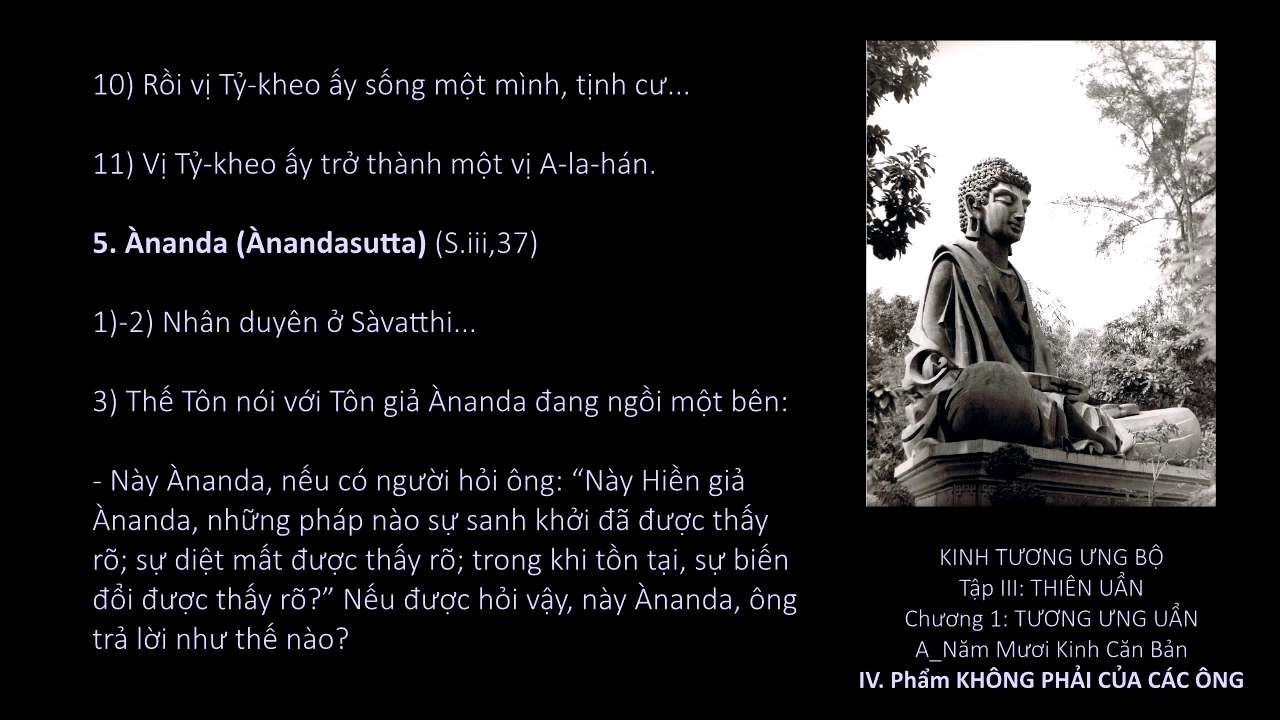 10) Rồi vị Tỷ-kheo ấy sống một mình, tịnh cư...
11) Vị Tỷ-kheo ấy trở thành một vị A-la-hán.
5. Ànanda (Ànandasutta) (S.iii,37)
1)-2) Nhân duyên ở Sàvatthi...
3) Thế Tôn nói với Tôn giả Ànanda đang ngồi một bên:
- Này Ànanda, nếu có người hỏi ông: “Này Hiền giả
Ànanda, những pháp nào sự sanh khởi đã được thấy
rõ; sự diệt mất được thấy rõ; trong khi tồn tại, sự biến
đổi được thấy rõ?” Nếu được hỏi vậy, này Ànanda, ông
trả lời như thế nào?
KINH TƯƠNG ƯNG BỘ
Tập III: THIÊN UẨN
Chương 1: TƯƠNG ƯNG UẨN
A_Năm Mươi Kinh Căn Bản
IV. Phẩm KHÔNG PHẢI CỦA CÁC ÔNG